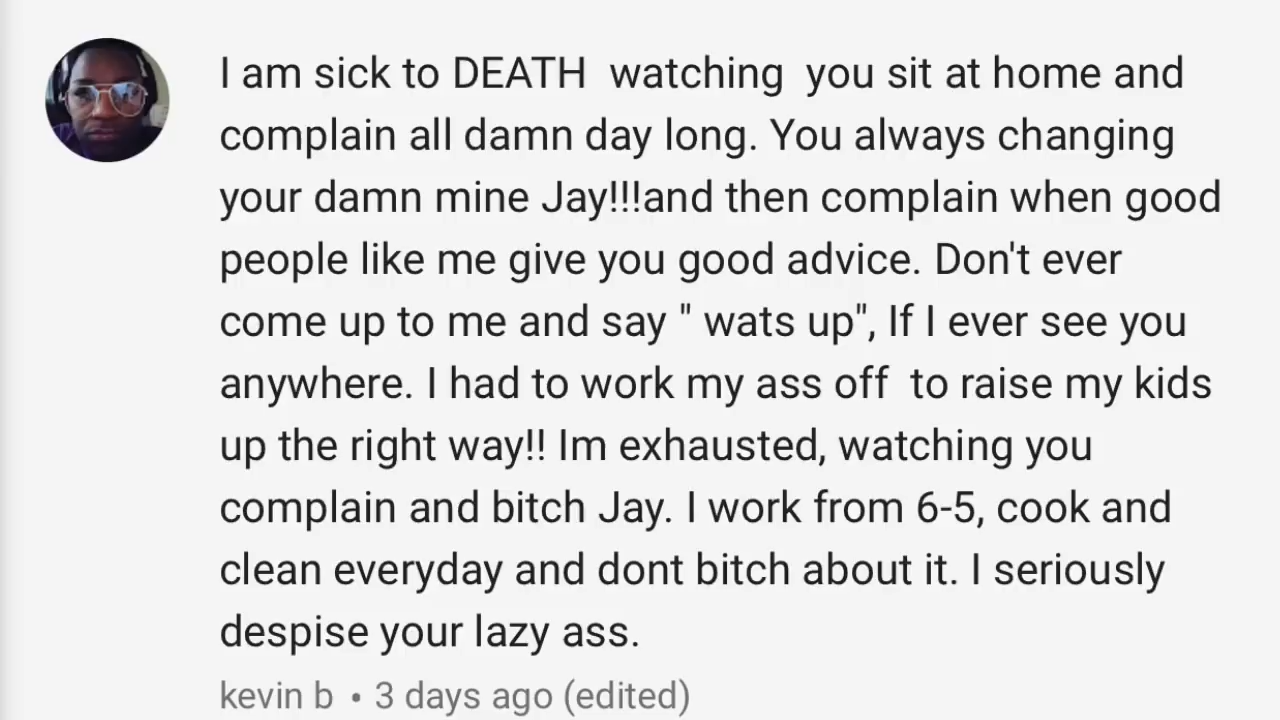 I am sick to DEATH  watching  you sit at home and
complain all damn day long. You always changing
your damn mine Jay!!!and then complain when good
people like me give you good advice. Don't ever
come up to me and say " wats up", If I ever see you
anywhere. I had to work my ass off  to raise my kids
up the right way!! Im exhausted, watching you
complain and bitch Jay. I work from 6-5, cook and
clean everyday and dont bitch about it. I seriously
despise your lazy ass.
kevin b • 3 days ago (edited)